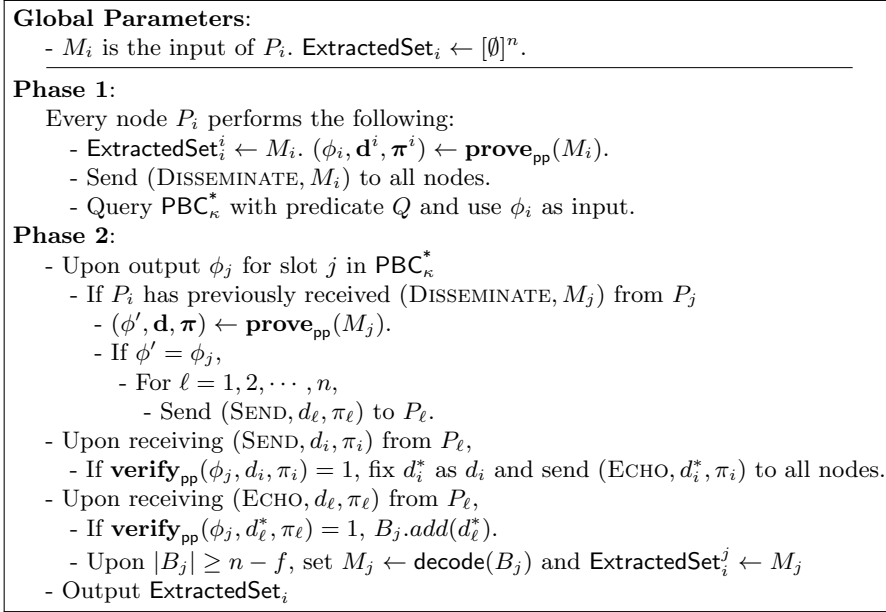 Global Parameters:
- M_i is the input of P_i. ExtractedSet_i ← [∅]^n.
Phase 1:
Every node P_i performs the following:
- ExtractedSet_i^i ← M_i. (ϕ_i, d^i, π^i) ← prove_pp(M_i).
- Send (DISSEMINATE, M_i) to all nodes.
- Query PBC_κ^* with predicate Q and use ϕ_i as input.
Phase 2:
- Upon output ϕ_j for slot j in PBC_κ^*
- If P_i has previously received (DISSEMINATE, M_j) from P_j
- (ϕ′, d, π) ← prove_pp(M_j).
- If ϕ′ = ϕ_j,
- For ℓ = 1, 2, ⋯ , n,
- Send (SEND, d_ℓ, π_ℓ) to P_ℓ.
- Upon receiving (SEND, d_i, π_i) from P_ℓ,
- If verify_pp(ϕ_j, d_i, π_i) = 1, fix d_i^* as d_i and send (ECHO, d_i^*, π_i) to all nodes.
- Upon receiving (ECHO, d_ℓ, π_ℓ) from P_ℓ,
- If verify_pp(ϕ_j, d_ℓ^*, π_ℓ) = 1, B_j.add(d_ℓ^*).
- Upon |B_j| ≥ n − f, set M_j ← decode(B_j) and ExtractedSet_i^j ← M_j
- Output ExtractedSet_i